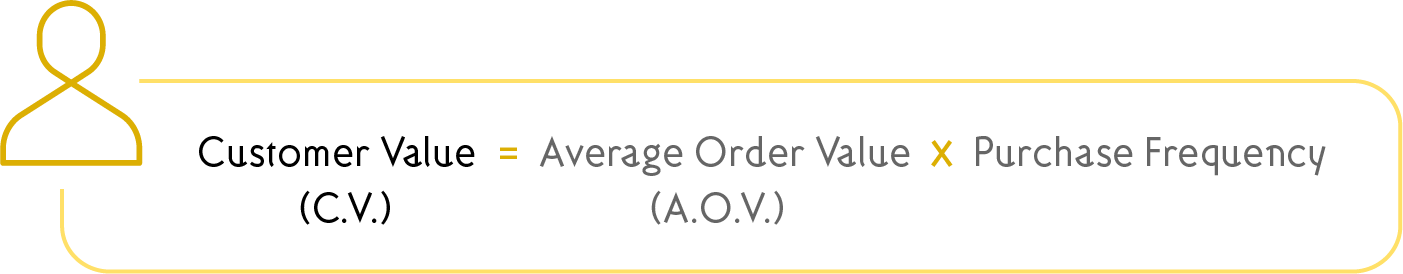 Customer Value = Average Order Value x Purchase Frequency
(C.V.) (A.O.V.)